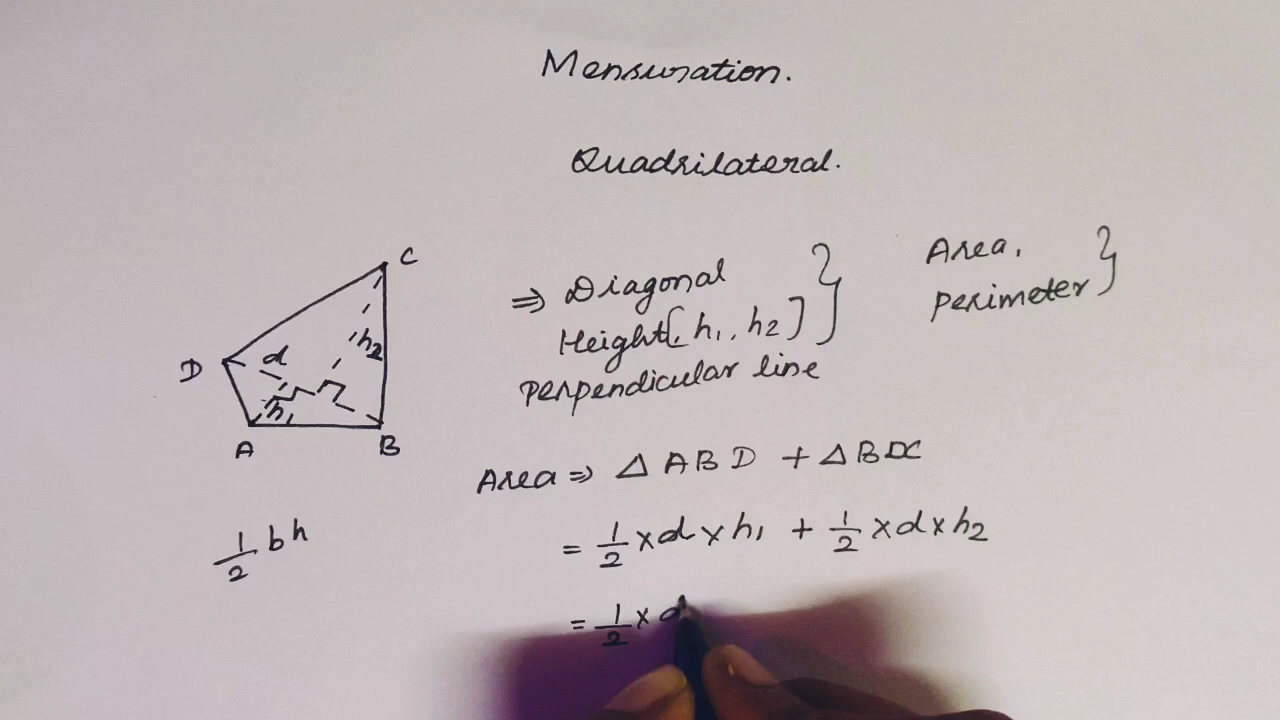 Mensuration.
Quadrilateral.
⇒ Diagonal
Height[h₁, h₂]
Perpendicular line
Area,
Perimeter
C
D
d
h₂
h₁
A
B
Area ⇒ Δ ABD + Δ BDC
= 1/2 × d × h₁ + 1/2 × d × h₂
= 1/2 × d
1/2 bh